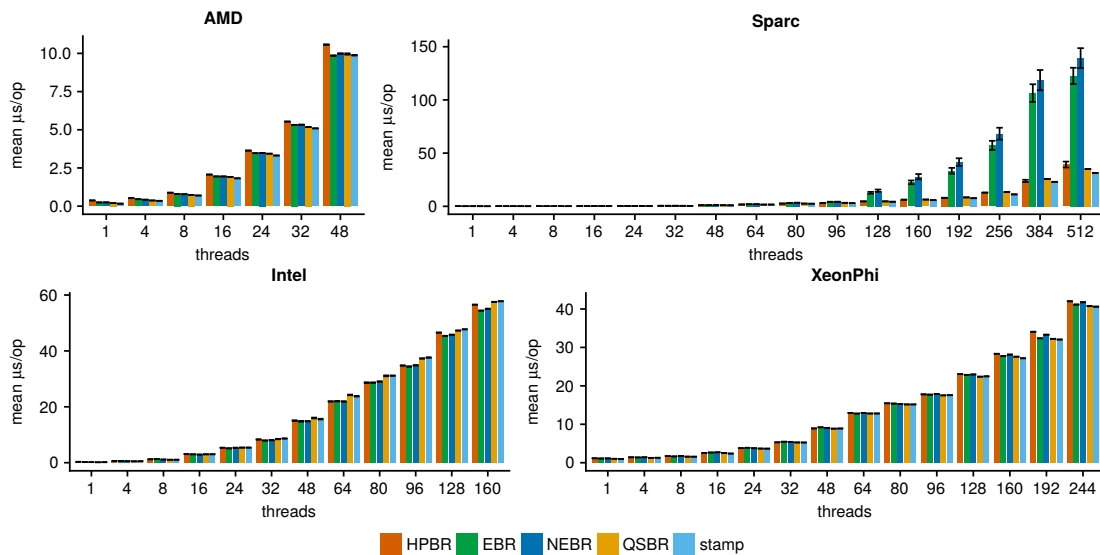 AMD
mean μs/op
10.0
7.5
5.0
2.5
0.0
1 4 8 16 24 32 48
threads
Sparc
mean μs/op
150
100
50
0
1 4 8 16 24 32 48 64 80 96 128 160 192 256 384 512
threads
Intel
mean μs/op
60
40
20
0
1 4 8 16 24 32 48 64 80 96 128 160
threads
XeonPhi
mean μs/op
40
30
20
10
0
1 4 8 16 24 32 48 64 80 96 128 160 192 244
threads
HPBR EBR NEBR QSBR stamp